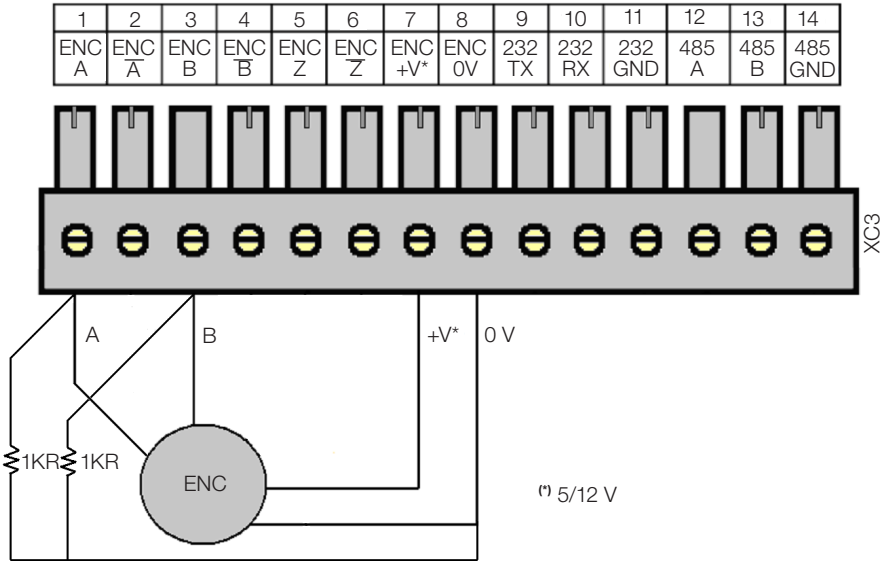 1 2 3 4 5 6 7 8 9 10 11 12 13 14
ENC A ENC A̅ ENC B ENC B̅ ENC Z ENC Z̅ ENC +V* ENC 0V 232 TX 232 RX 232 GND 485 A 485 B 485 GND
XC3
A B +V* 0 V
1KR 1KR ENC (*) 5/12 V